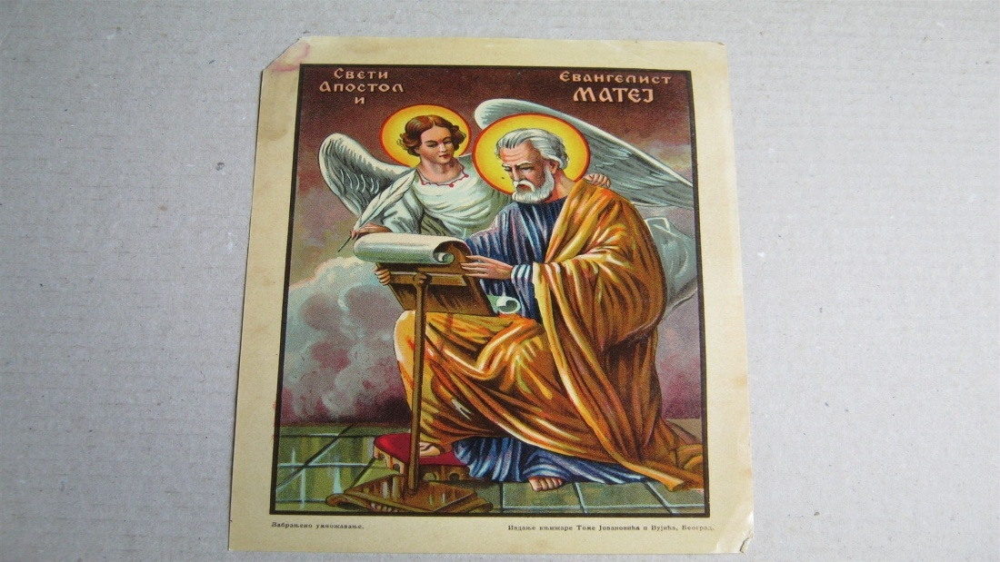 Свети
Апостол
и
Евангелист
Матеј
Забрањено умножавање.
Издање књижаре Томе Јовановића и Вујића, Београд.